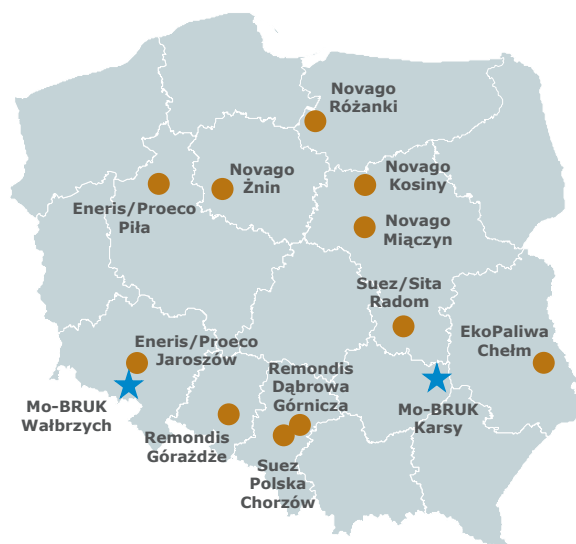 Novago
Różanki
Novago
Żnin
Novago
Kosiny
Eneris/Proeco
Piła
Novago
Miączyn
Suez/Sita
Radom
EkoPaliwa
Chełm
Eneris/Proeco
Jaroszów
Remondis
Dąbrowa
Górnicza
Mo-BRUK
Wałbrzych
Mo-BRUK
Karsy
Remondis
Górażdże
Suez
Polska
Chorzów